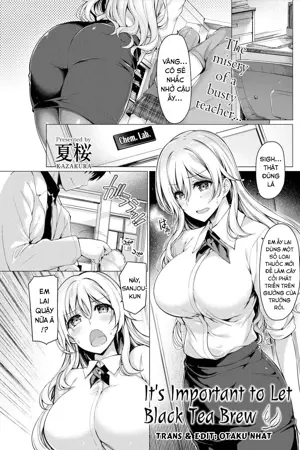 VÂNG,
CÓ SẼ
NHẮC
NHỞ CẬU
ẤY...
The
misery
of a
busty
teacher...
Presented by
夏桜
KAZAKURA
Chem. Lab.
SIGH...
THẬT
ĐÚNG
LÀ
EM ẤY LẠI
DÙNG MỘT
SỐ LOẠI
THUỐC MỚI
ĐỂ LÀM CÂY
CỐI PHÁT
TRIỂN TRÊN
GIƯỜNG CỦA
TRƯỜNG
RỒI.
NÀY,
SANJOU-
KUN
EM
LẠI
QUẬY
NỮA
À
!?
It's Important to Let
Black Tea Brew
TRANS & EDIT: OTAKU NHAT